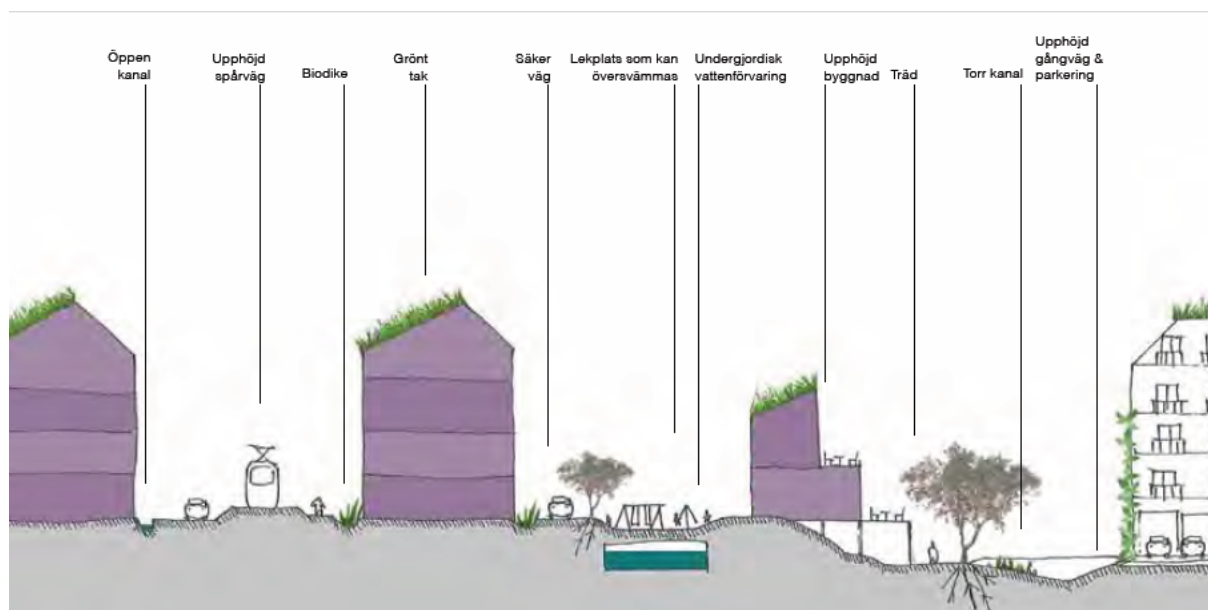 Öppen
kanal
Upphöjd
spårväg
Biodike
Grönt
tak
Säker
väg
Lekplats som kan
översvämmas
Undergjordisk
vattenförvaring
Upphöjd
byggnad
Träd
Torr kanal
Upphöjd
gångväg &
parkering